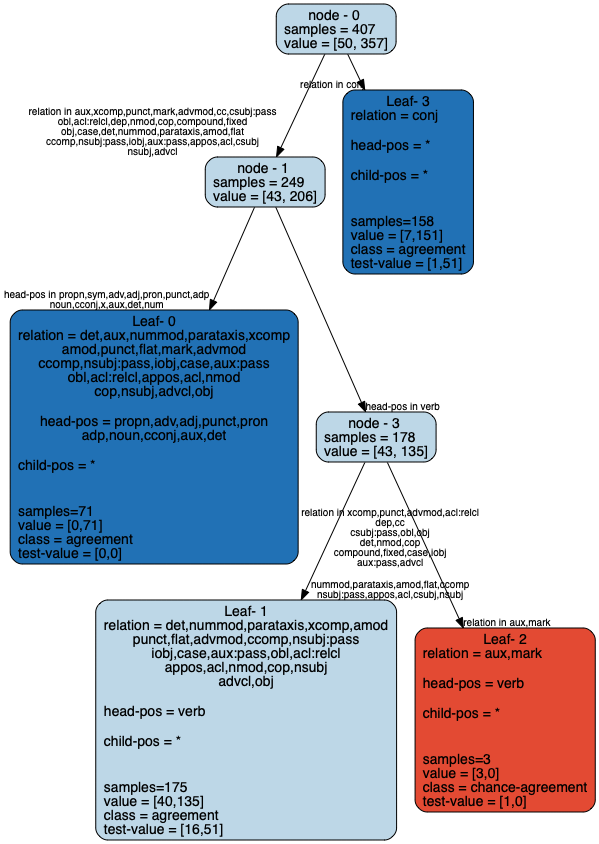 node - 0
samples = 407
value = [50, 357]
relation in conj
relation in aux,xcomp,punct,mark,advmod,cc,csubj:pass
obl,acl:relcl,dep,nmod,cop,compound,fixed
obj,case,det,nummod,parataxis,amod,flat
ccomp,nsubj:pass,iobj,aux:pass,appos,acl,csubj
nsubj,advcl
Leaf- 3
relation = conj
head-pos = *
child-pos = *
samples=158
value = [7,151]
class = agreement
test-value = [1,51]
node - 1
samples = 249
value = [43, 206]
head-pos in propn,sym,adv,adj,pron,punct,adp
noun,cconj,x,aux,det,num
Leaf- 0
relation = det,aux,nummod,parataxis,xcomp
amod,punct,flat,mark,advmod
ccomp,nsubj:pass,iobj,case,aux:pass
obl,acl:relcl,appos,acl,nmod
cop,nsubj,advcl,obj
head-pos = propn,adv,adj,punct,pron
adp,noun,cconj,aux,det
child-pos = *
samples=71
value = [0,71]
class = agreement
test-value = [0,0]
head-pos in verb
node - 3
samples = 178
value = [43, 135]
relation in xcomp,punct,advmod,acl:relcl
dep,cc
csubj:pass,obl,obj
det,nmod,cop
compound,fixed,case,iobj
aux:pass,advcl
nummod,parataxis,amod,flat,ccomp
nsubj:pass,appos,acl,csubj,nsubj
relation in aux,mark
Leaf- 1
relation = det,nummod,parataxis,xcomp,amod
punct,flat,advmod,ccomp,nsubj:pass
iobj,case,aux:pass,obl,acl:relcl
appos,acl,nmod,cop,nsubj
advcl,obj
head-pos = verb
child-pos = *
samples=175
value = [40,135]
class = agreement
test-value = [16,51]
Leaf- 2
relation = aux,mark
head-pos = verb
child-pos = *
samples=3
value = [3,0]
class = chance-agreement
test-value = [1,0]